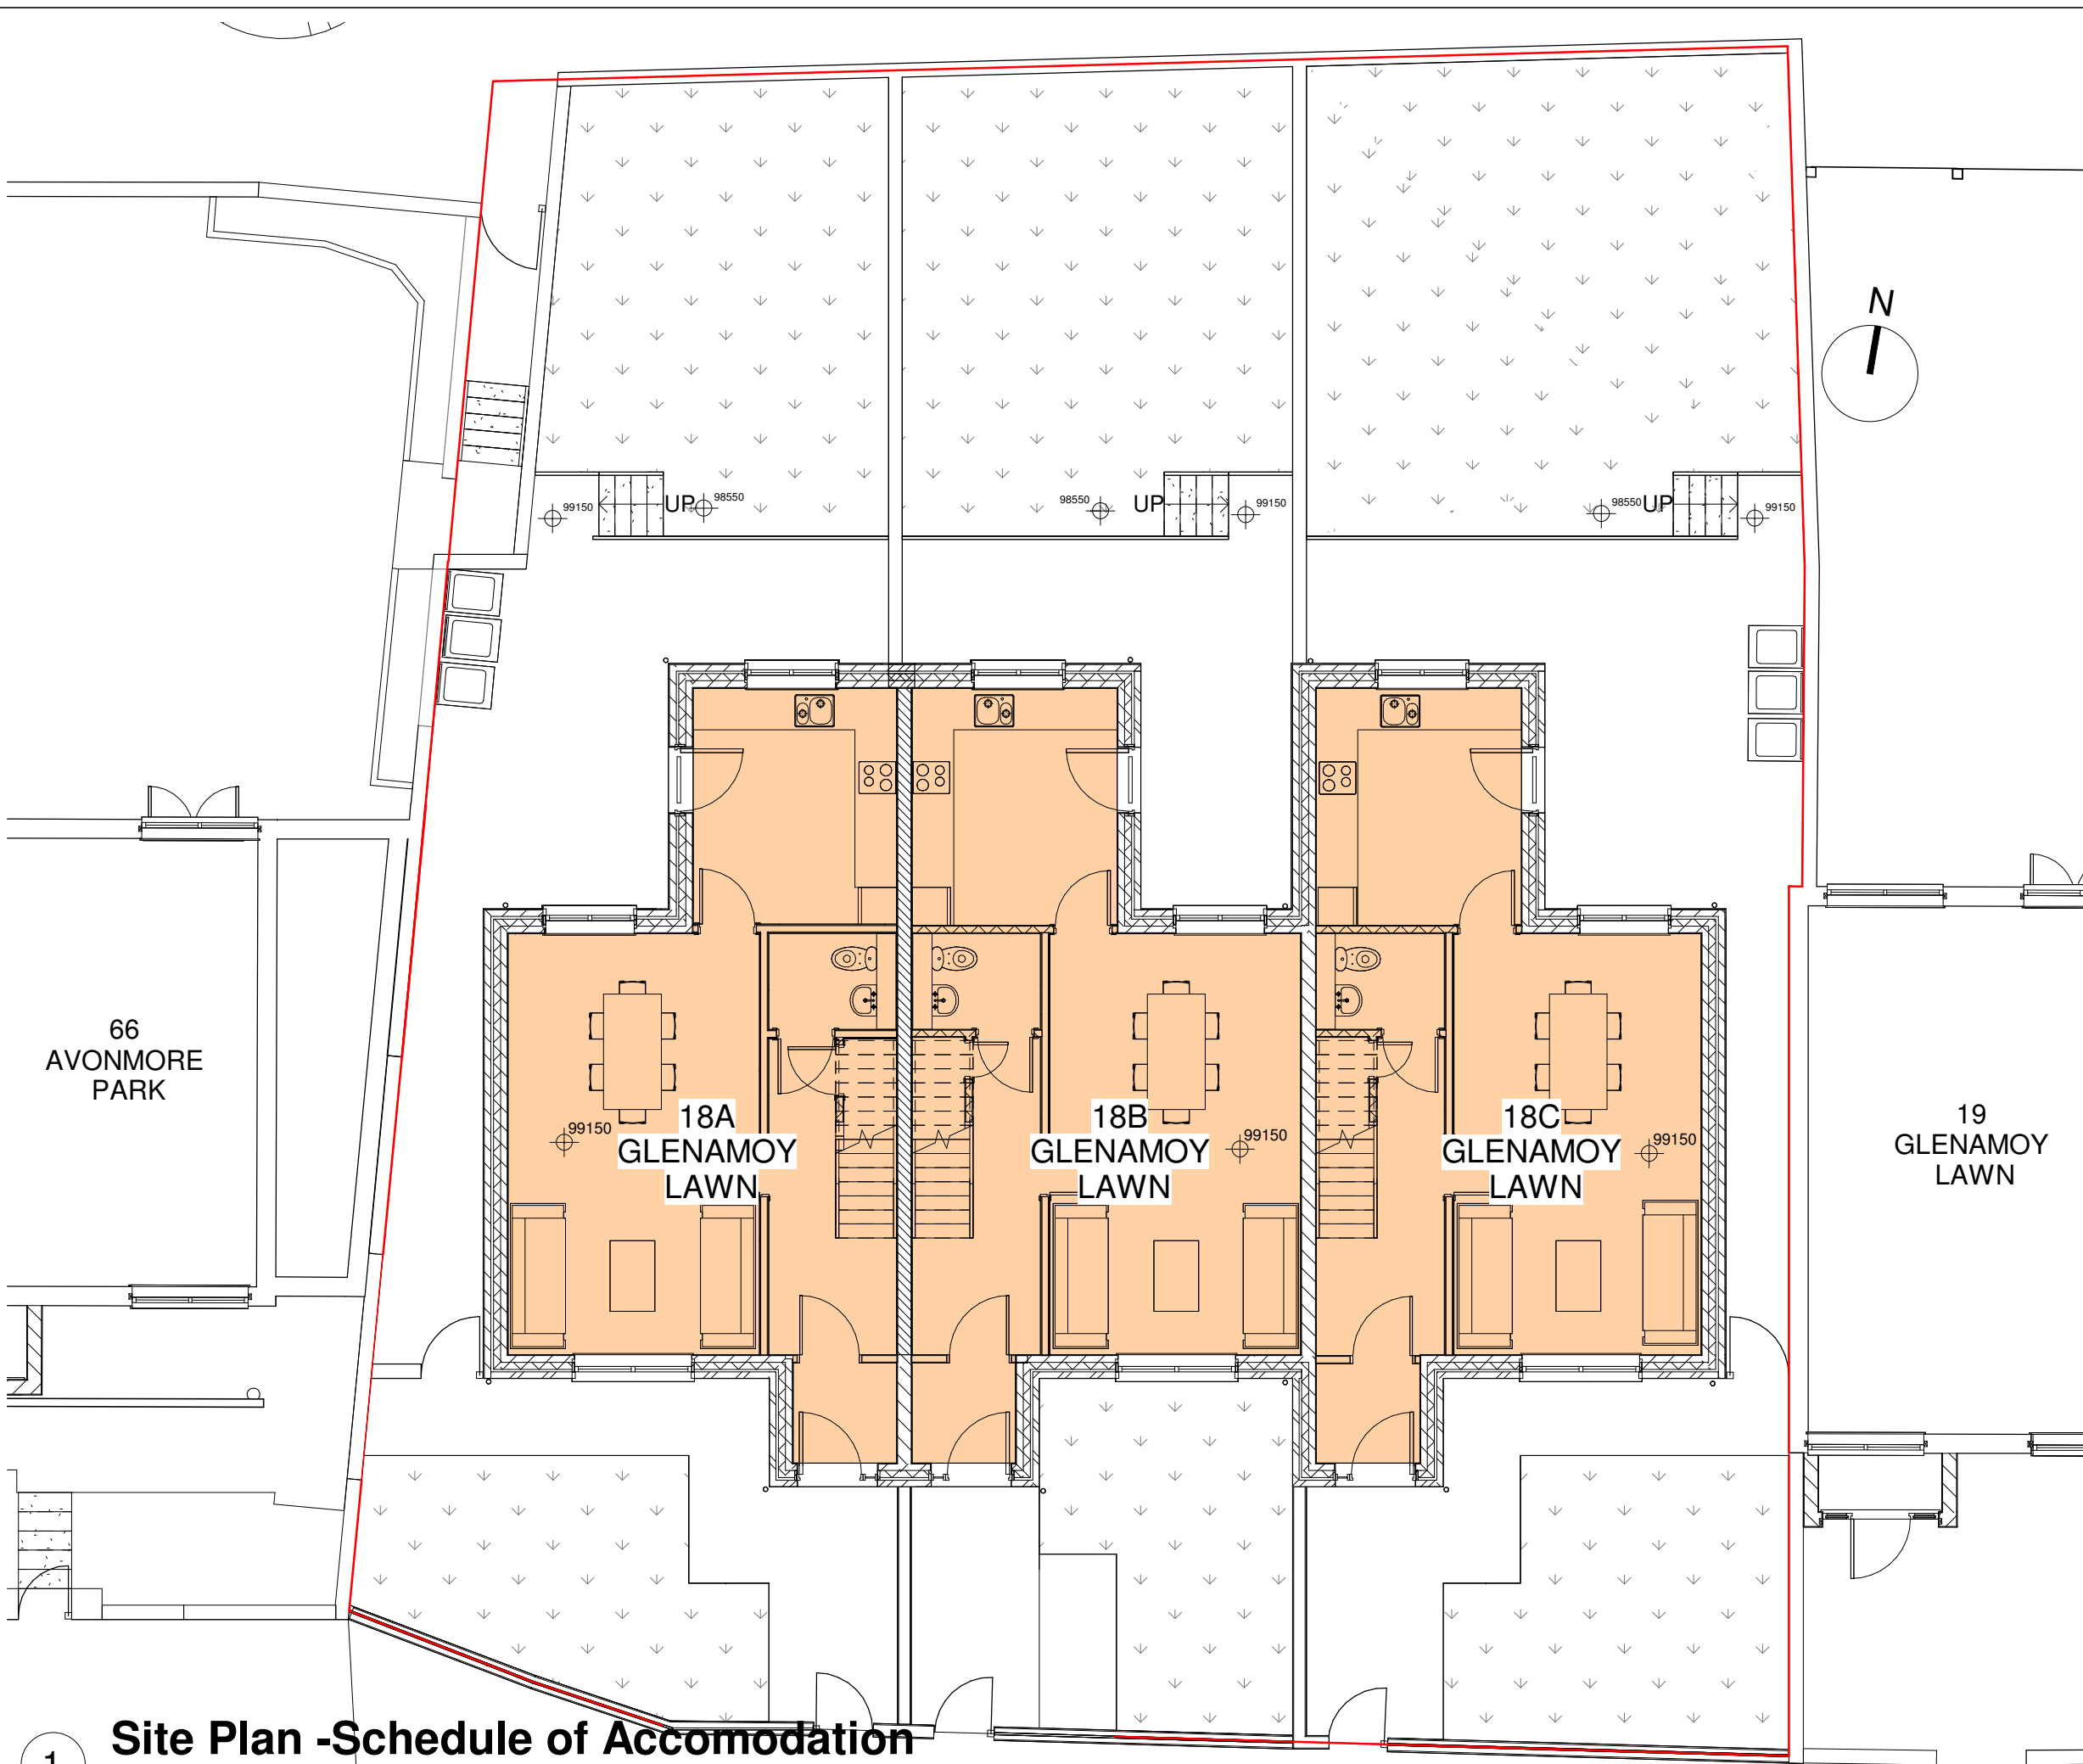 N
99150
UP
98550
98550
UP
99150
98550
UP
99150
66
AVONMORE
PARK
99150
18A
GLENAMOY
LAWN
18B
GLENAMOY
LAWN
99150
18C
GLENAMOY
LAWN
99150
19
GLENAMOY
LAWN
1
Site Plan -Schedule of Accomodation